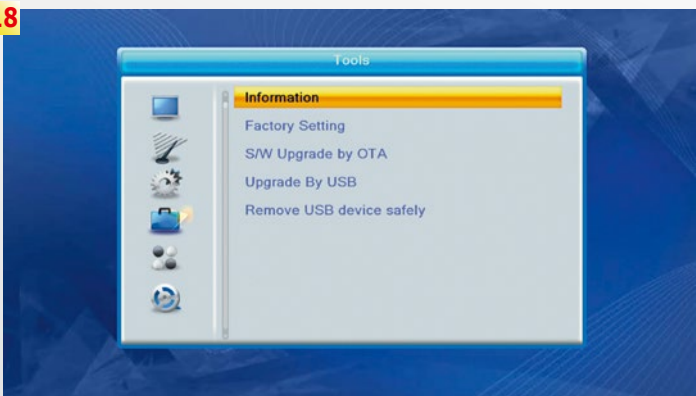 .8
Tools
Information
Factory Setting
S/W Upgrade by OTA
Upgrade By USB
Remove USB device safely